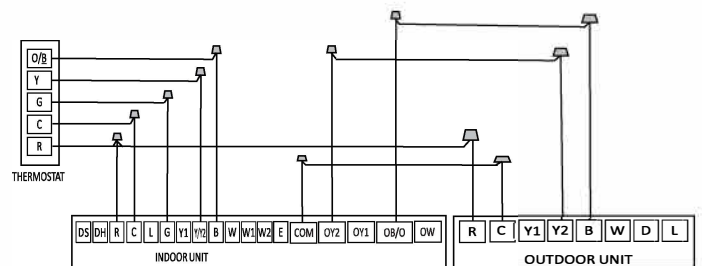 O/B
Y
G
C
R
THERMOSTAT
DS DH R C L G Y1 Y/Y2 B W W1 W2 E COM OY2 OY1 OB/O OW
INDOOR UNIT
R C Y1 Y2 B W D L
OUTDOOR UNIT